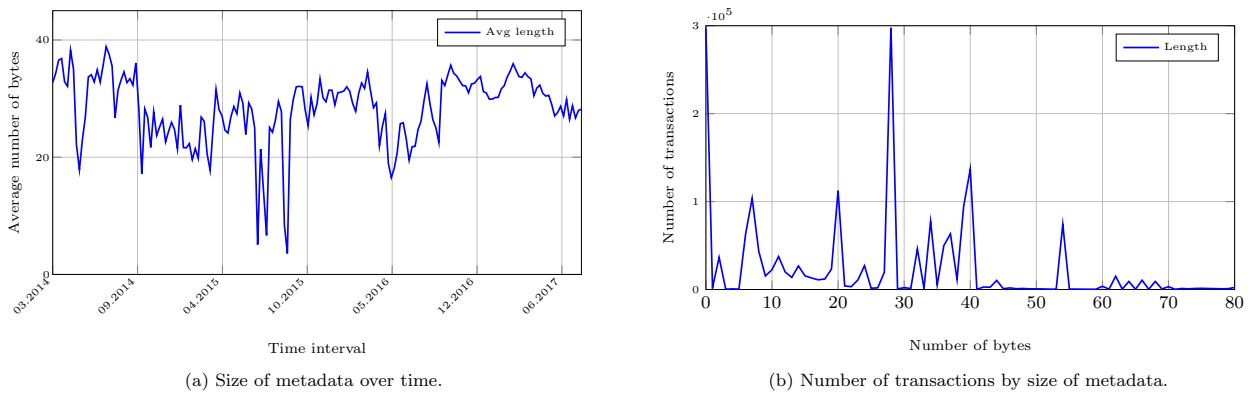 40
20
0
Average number of bytes
Avg length
03.2014
09.2014
04.2015
10.2015
05.2016
12.2016
06.2017
Time interval
(a) Size of metadata over time.
·10⁵
3
2
1
0
Number of transactions
Length
0 10 20 30 40 50 60 70 80
Number of bytes
(b) Number of transactions by size of metadata.